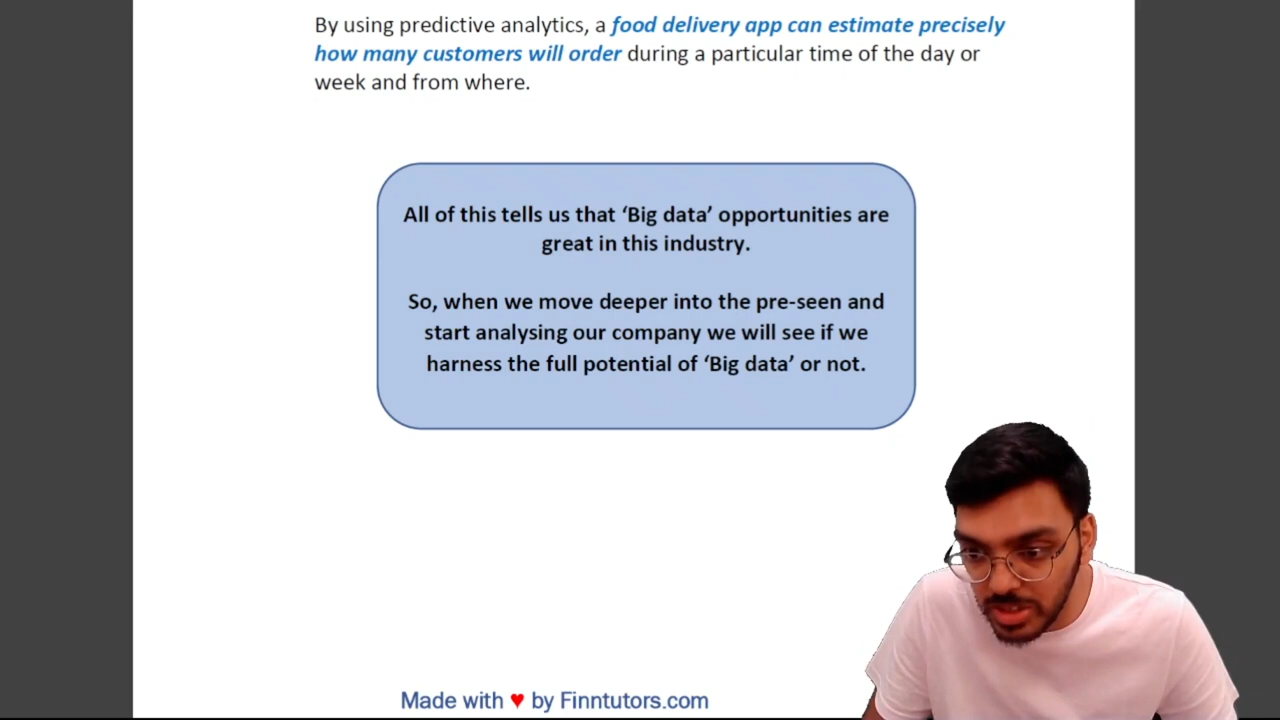 By using predictive analytics, a food delivery app can estimate precisely
how many customers will order during a particular time of the day or
week and from where.
All of this tells us that ‘Big data’ opportunities are
great in this industry.
So, when we move deeper into the pre-seen and
start analysing our company we will see if we
harness the full potential of ‘Big data’ or not.
Made with ♥ by Finntutors.com